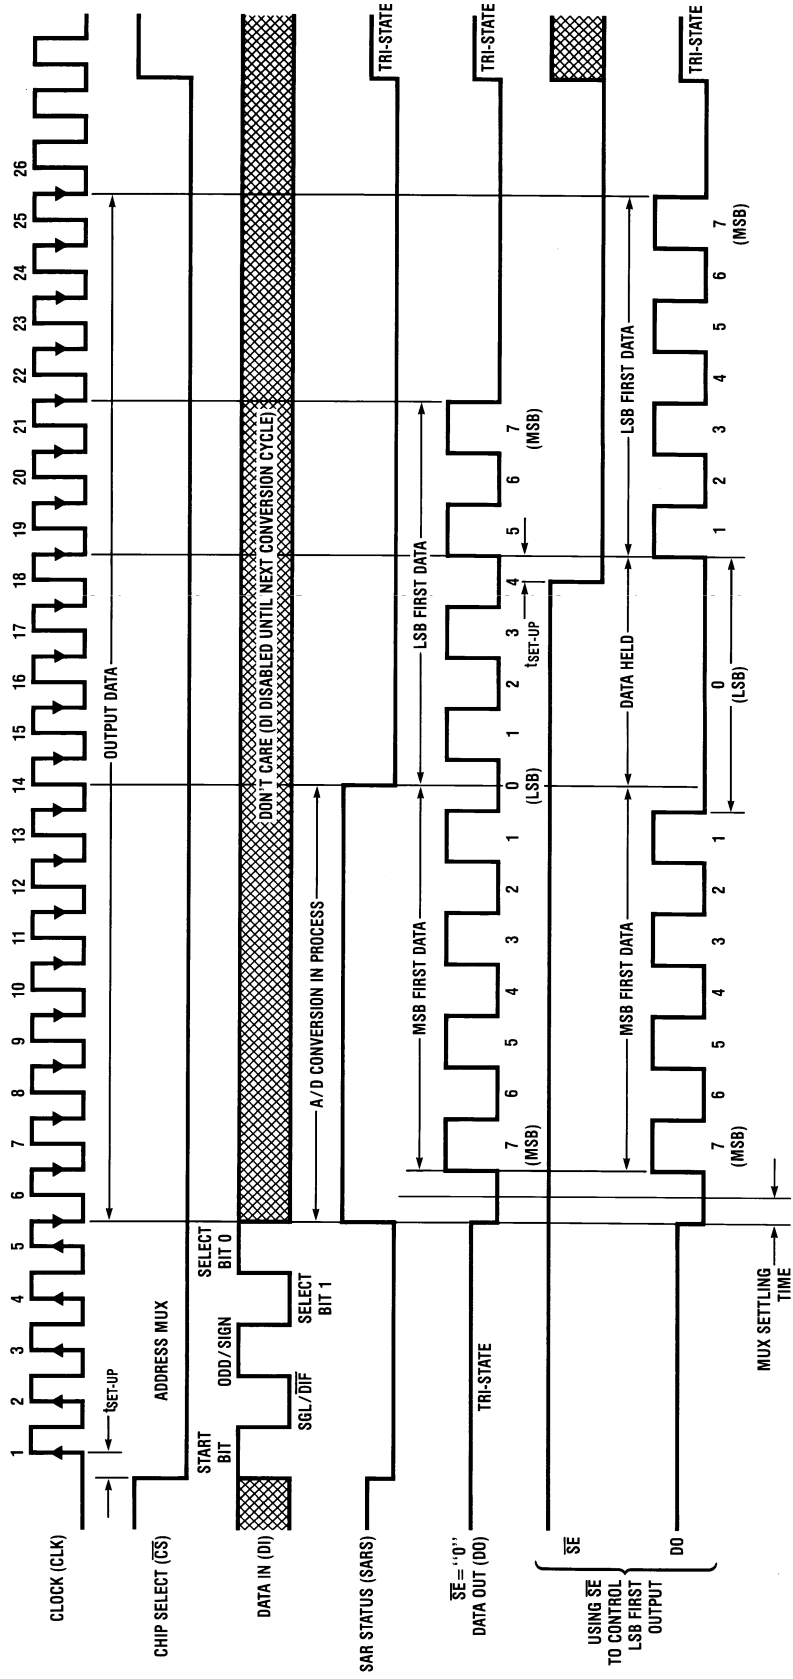 CLOCK (CLK)
1
2
3
4
5
6
7
8
9
10
11
12
13
14
15
16
17
18
19
20
21
22
23
24
25
26
tSET-UP
OUTPUT DATA
CHIP SELECT (CS)
ADDRESS MUX
DATA IN (DI)
START
BIT
SGL/DIF
ODD/SIGN
SELECT
BIT 1
SELECT
BIT 0
DON'T CARE (DI DISABLED UNTIL NEXT CONVERSION CYCLE)
A/D CONVERSION IN PROCESS
SAR STATUS (SARS)
TRI-STATE
MSB FIRST DATA
LSB FIRST DATA
SE = "0"
DATA OUT (DO)
TRI-STATE
TRI-STATE
7
(MSB)
6
5
4
3
2
1
0
(LSB)
1
2
3
4
5
6
7
(MSB)
tSET-UP
USING SE
TO CONTROL
LSB FIRST
OUTPUT
SE
MSB FIRST DATA
DATA HELD
LSB FIRST DATA
DO
TRI-STATE
7
(MSB)
6
5
4
3
2
1
0
(LSB)
1
2
3
4
5
6
7
(MSB)
MUX SETTLING
TIME